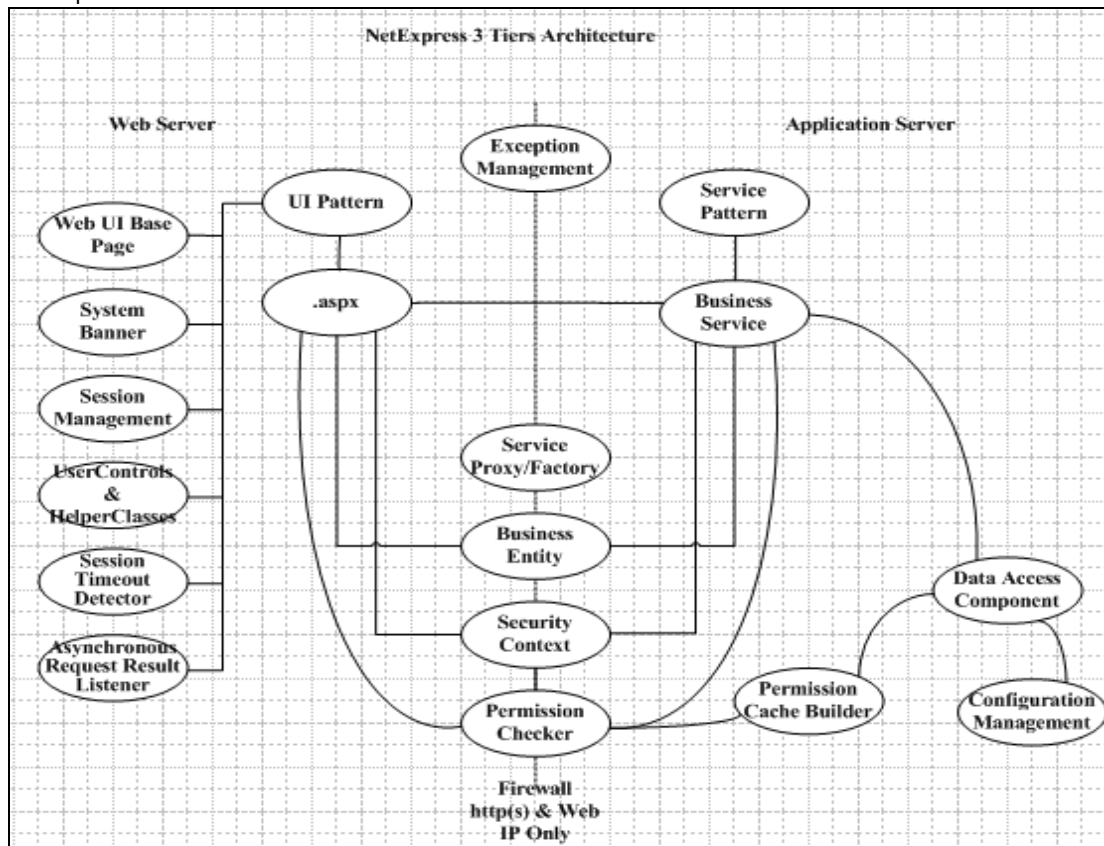 NetExpress 3 Tiers Architecture
Web Server
Application Server
Exception
Management
UI Pattern
Service
Pattern
Web UI Base
Page
.aspx
Business
Service
System
Banner
Session
Management
Service
Proxy/Factory
UserControls
&
HelperClasses
Business
Entity
Session
Timeout
Detector
Data Access
Component
Security
Context
Asynchronous
Request Result
Listener
Permission
Checker
Permission
Cache Builder
Configuration
Management
Firewall
http(s) & Web
IP Only